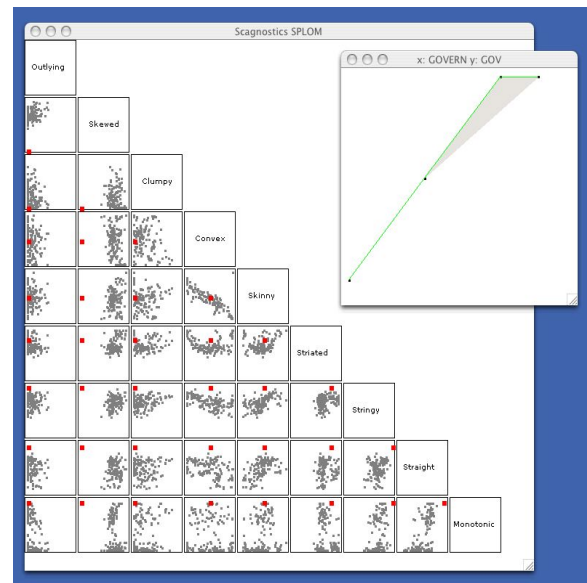 Scagnostics SPLOM
x: GOVERN y: GOV
Outlying
Skewed
Clumpy
Convex
Skinny
Striated
Stringy
Straight
Monotonic